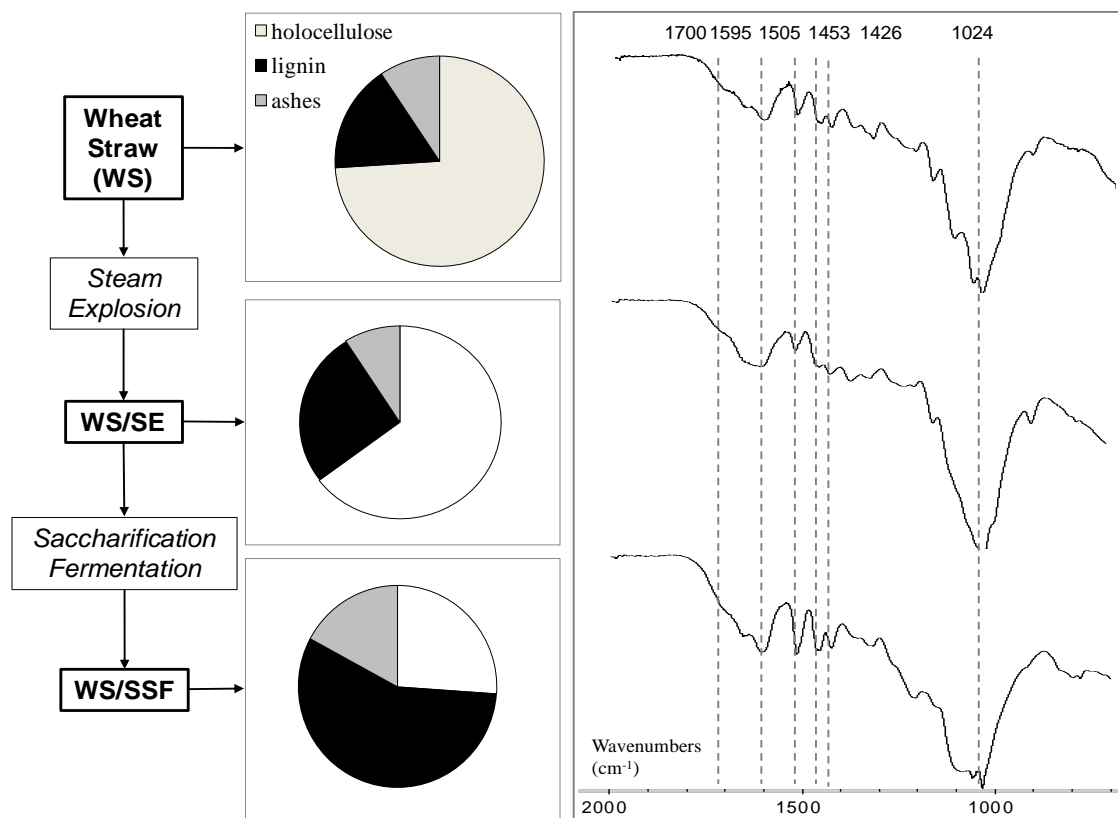 holocellulose
lignin
ashes
Wheat
Straw
(WS)
Steam
Explosion
WS/SE
Saccharification
Fermentation
WS/SSF
1700 1595 1505 1453 1426 1024
Wavenumbers
(cm⁻¹)
2000 1500 1000